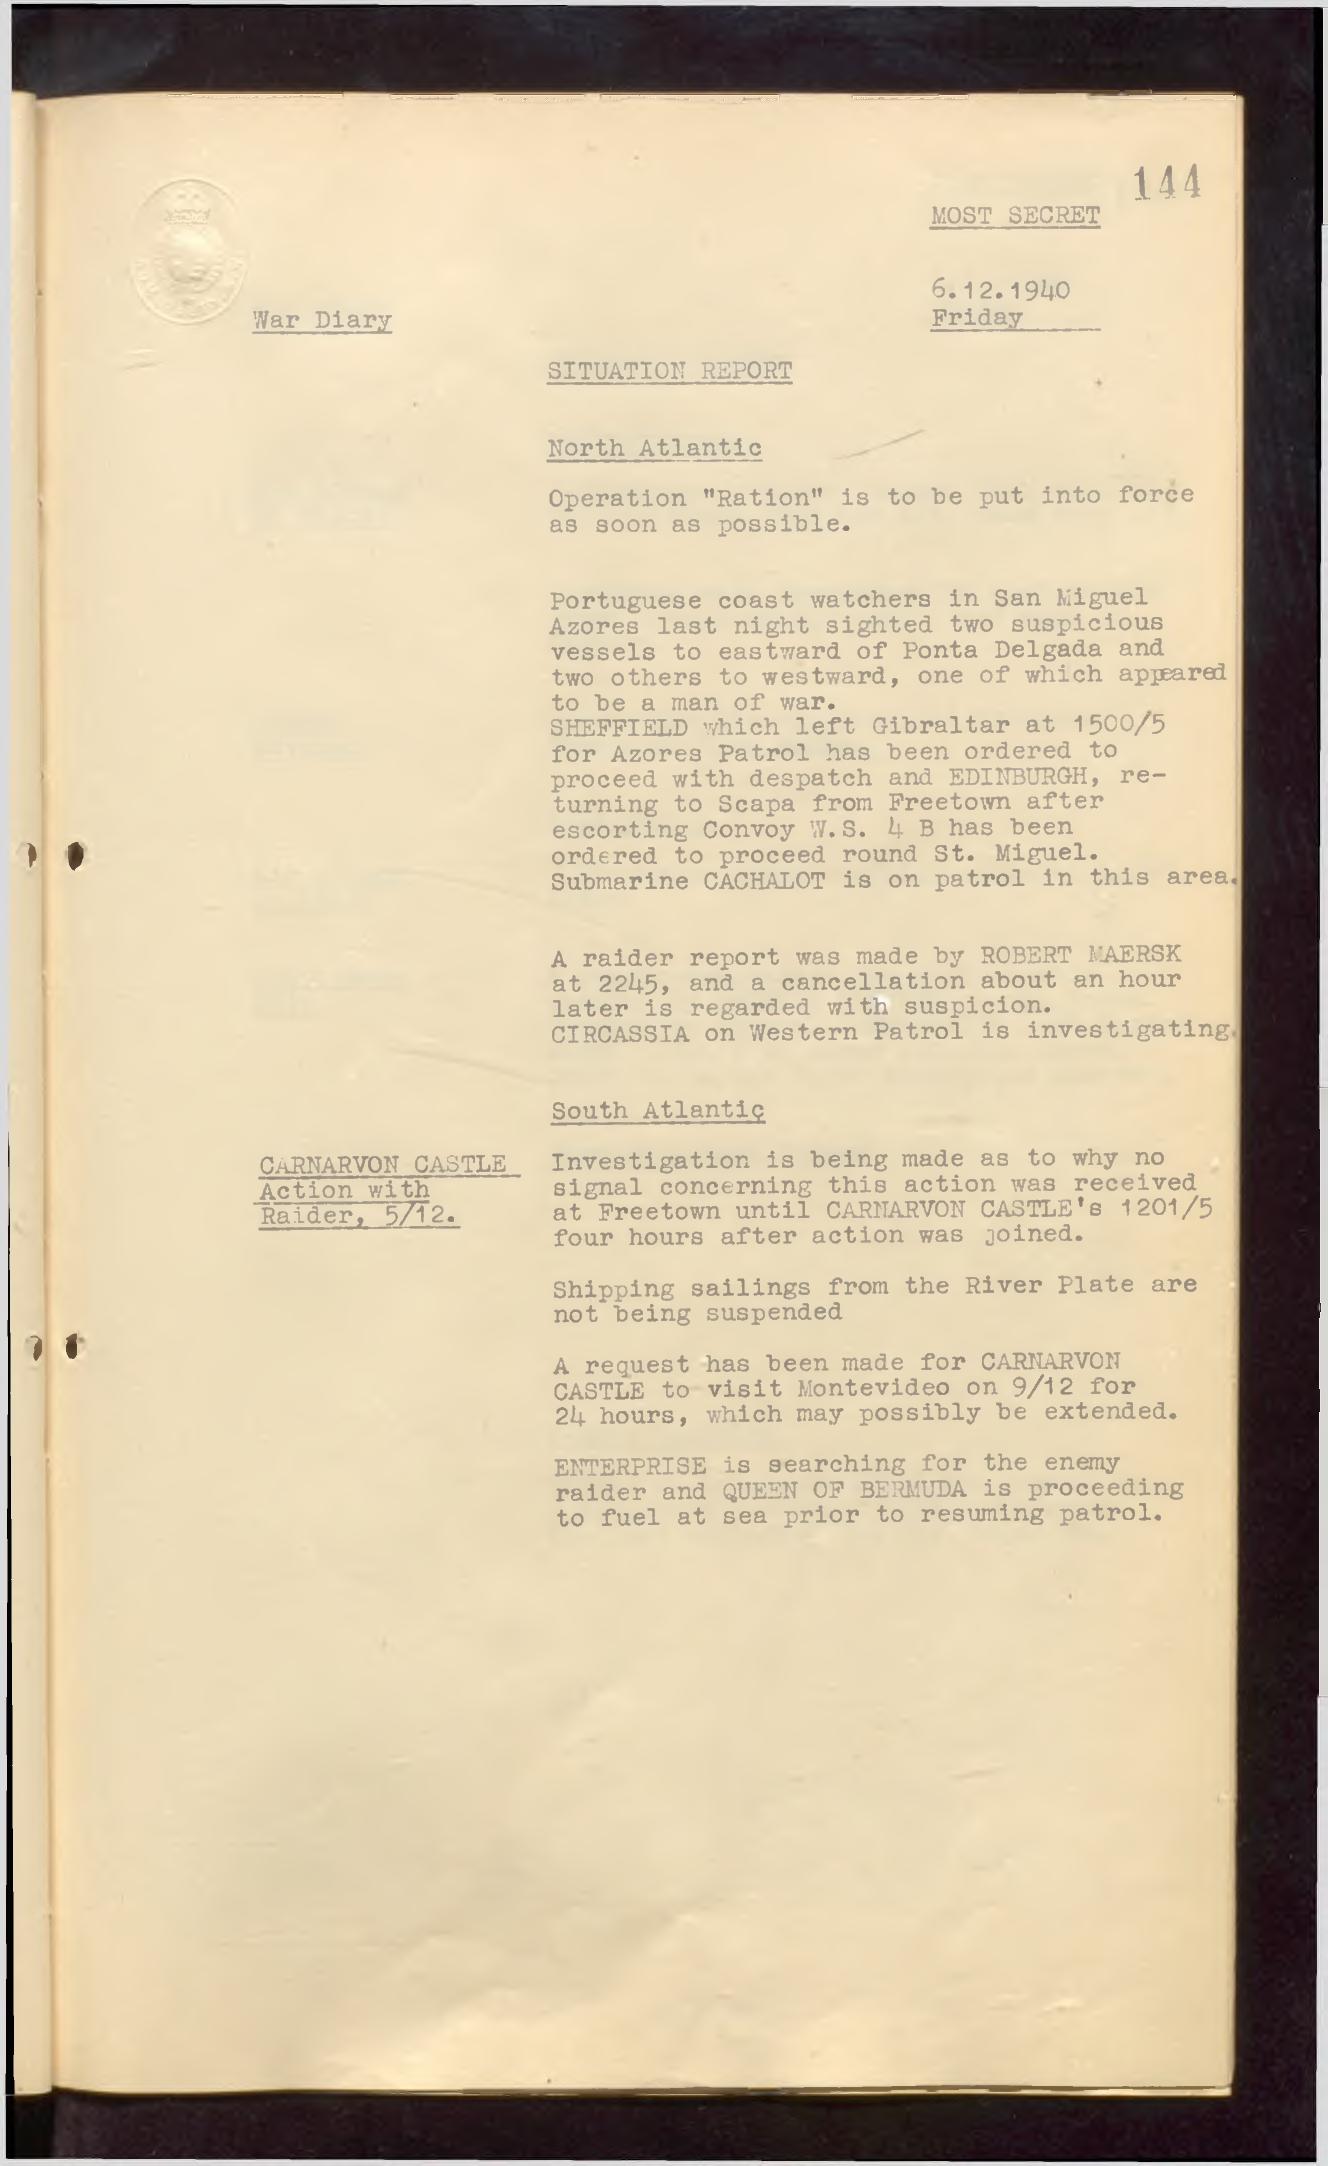 144
MOST SECRET
6.12.1940
Friday
War Diary
SITUATION REPORT
North Atlantic
Operation "Ration" is to be put into force
as soon as possible.
Portuguese coast watchers in San Miguel
Azores last night sighted two suspicious
vessels to eastward of Ponta Delgada and
two others to westward, one of which appeared
to be a man of war.
SHEFFIELD which left Gibraltar at 1500/5
for Azores Patrol has been ordered to
proceed with despatch and EDINBURGH, re-
turning to Scapa from Freetown after
escorting Convoy W.S. 4 B has been
ordered to proceed round St. Miguel.
Submarine CACHALOT is on patrol in this area.
A raider report was made by ROBERT MAERSK
at 2245, and a cancellation about an hour
later is regarded with suspicion.
CIRCASSIA on Western Patrol is investigating.
South Atlantic
CARNARVON CASTLE
Action with
Raider, 5/12.
Investigation is being made as to why no
signal concerning this action was received
at Freetown until CARNARVON CASTLE's 1201/5
four hours after action was joined.
Shipping sailings from the River Plate are
not being suspended
A request has been made for CARNARVON
CASTLE to visit Montevideo on 9/12 for
24 hours, which may possibly be extended.
ENTERPRISE is searching for the enemy
raider and QUEEN OF BERMUDA is proceeding
to fuel at sea prior to resuming patrol.